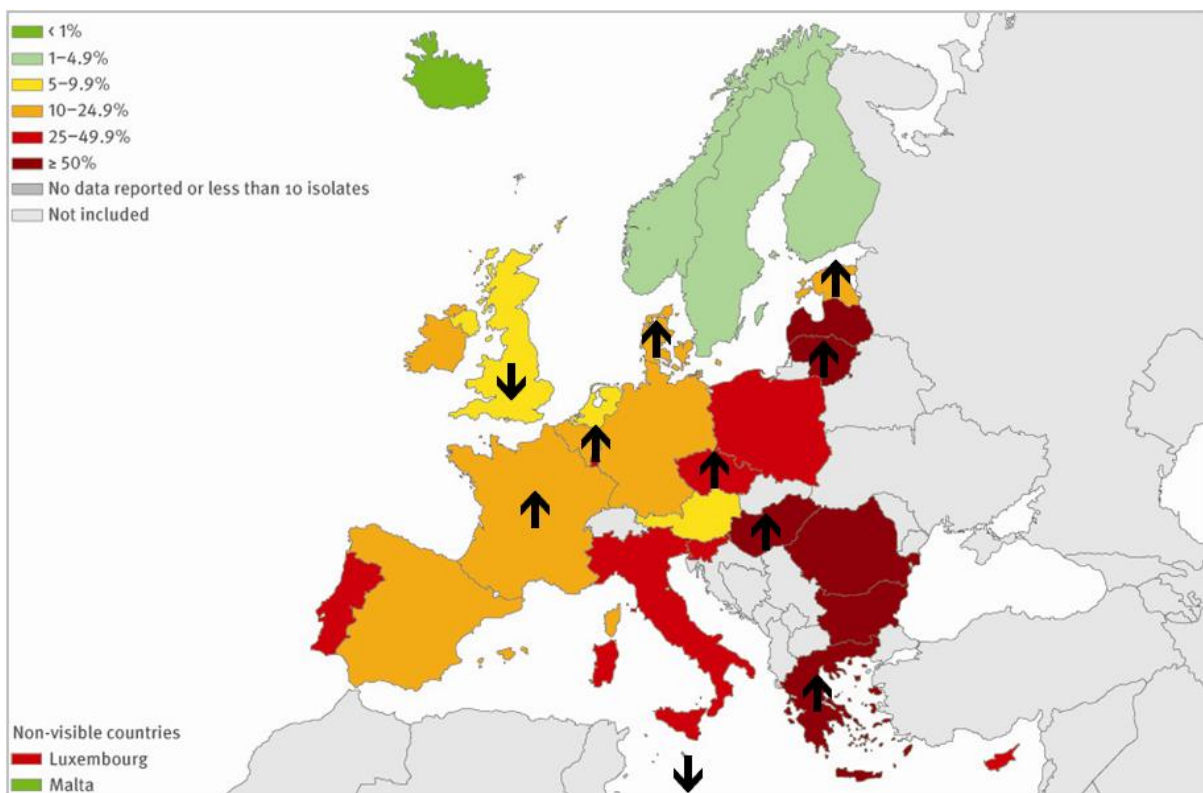 < 1%
1–4.9%
5–9.9%
10–24.9%
25–49.9%
≥ 50%
No data reported or less than 10 isolates
Not included
Non-visible countries
Luxembourg
Malta